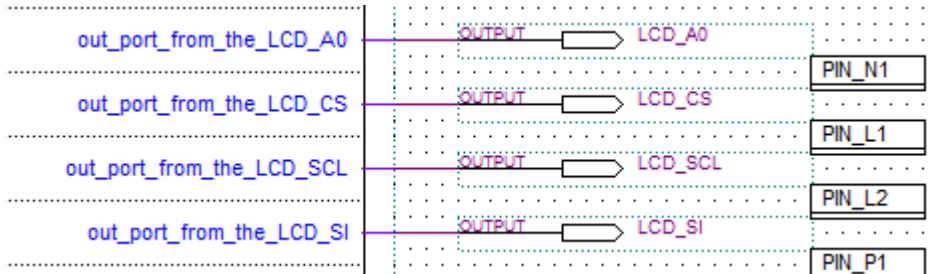 out_port_from_the_LCD_A0 OUTPUT LCD_A0
PIN_N1
out_port_from_the_LCD_CS OUTPUT LCD_CS
PIN_L1
out_port_from_the_LCD_SCL OUTPUT LCD_SCL
PIN_L2
out_port_from_the_LCD_SI OUTPUT LCD_SI
PIN_P1